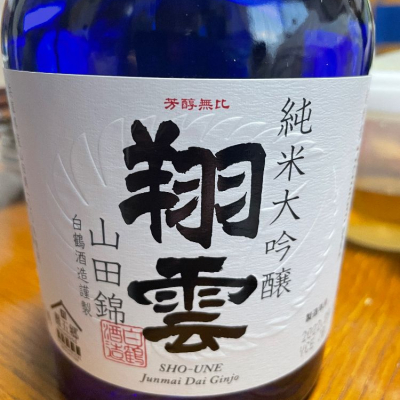 芳醇無比
純米大吟醸
翔雲
山田錦
白鶴酒造謹製
白鶴酒造
SHO-UNE
Junmai Dai Ginjo